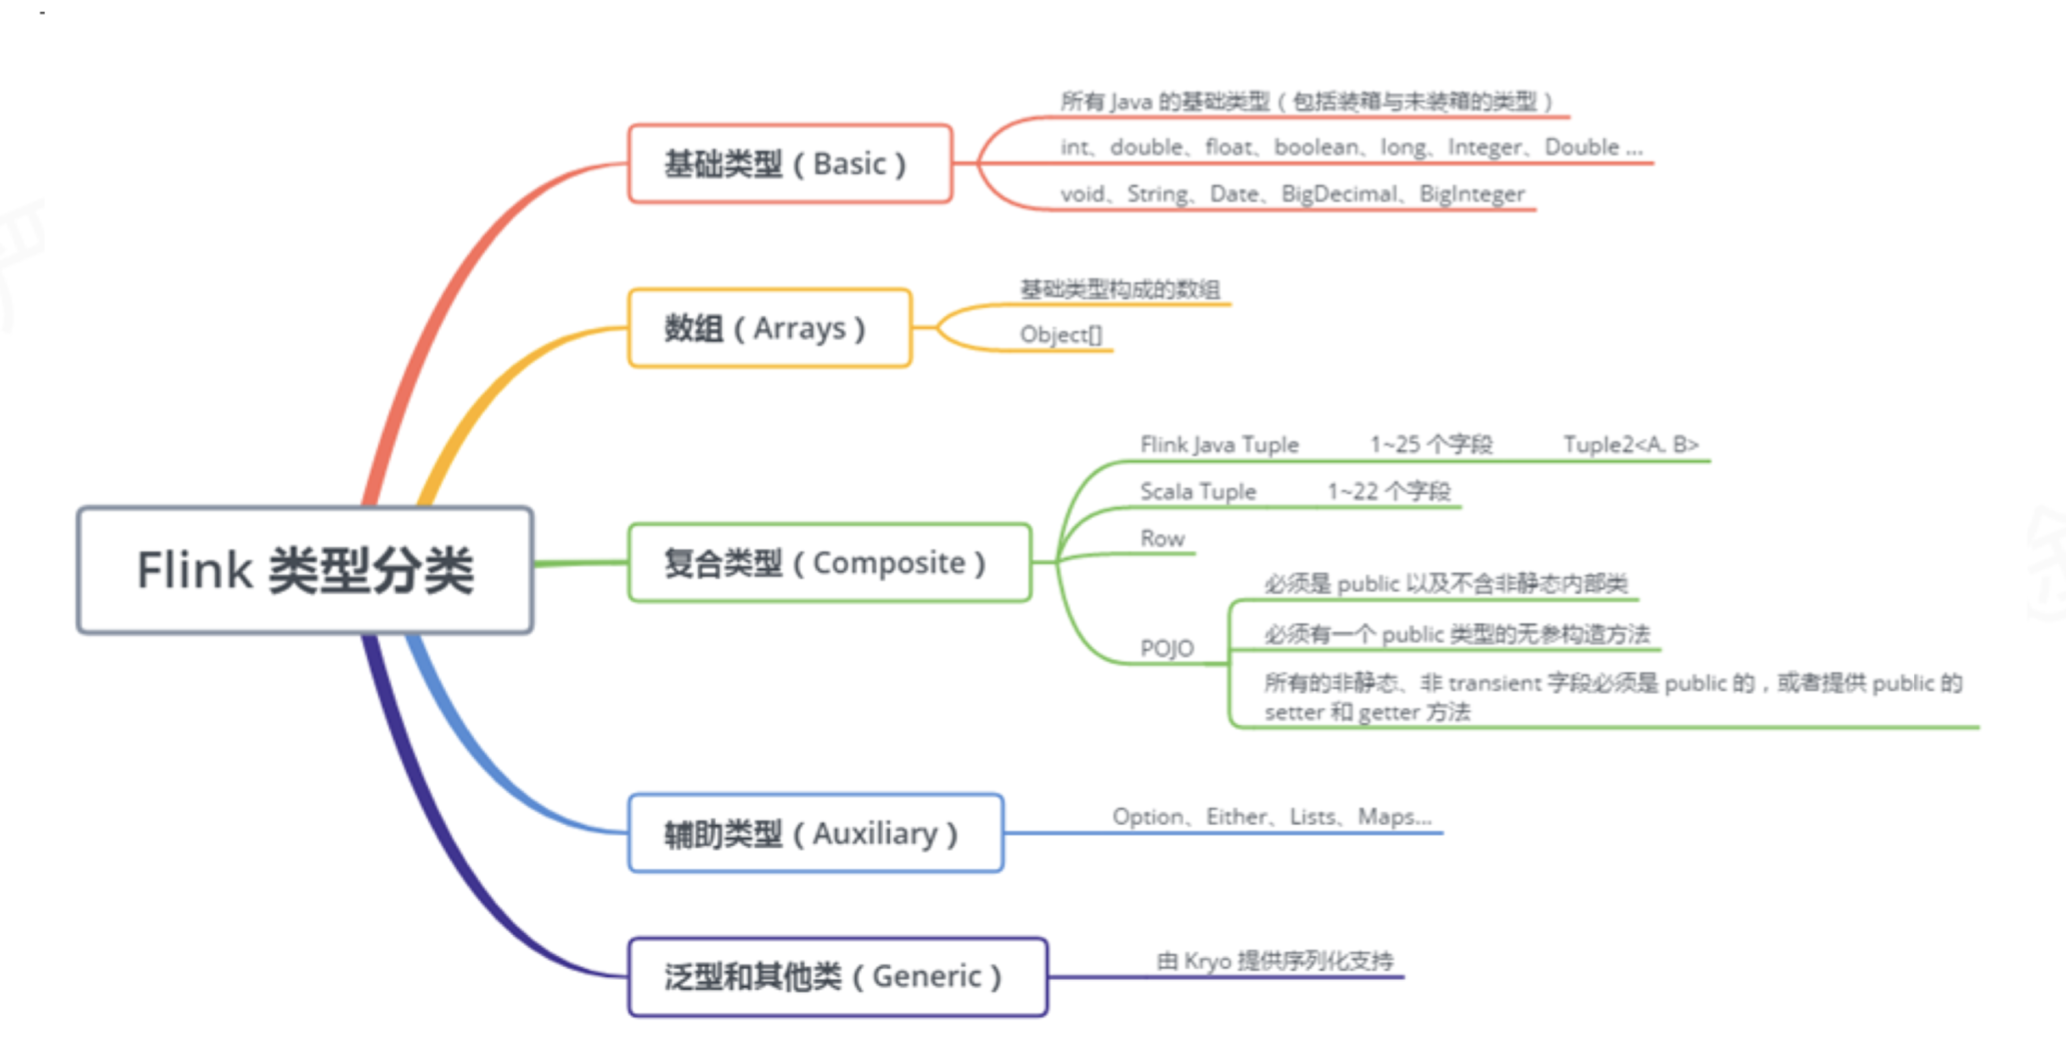 所有 Java 的基础类型（包括装箱与未装箱的类型）
基础类型（Basic）
int、double、float、boolean、long、Integer、Double ...
void、String、Date、BigDecimal、BigInteger
基础类型构成的数组
数组（Arrays）
Object[]
Flink Java Tuple 1~25 个字段 Tuple2<A. B>
Scala Tuple 1~22 个字段
Row
复合类型（Composite）
Flink 类型分类
必须是 public 以及不含非静态内部类
必须有一个 public 类型的无参构造方法
POJO
所有的非静态、非 transient 字段必须是 public 的，或者提供 public 的
setter 和 getter 方法
辅助类型（Auxiliary）
Option、Either、Lists、Maps...
泛型和其他类（Generic）
由 Kryo 提供序列化支持